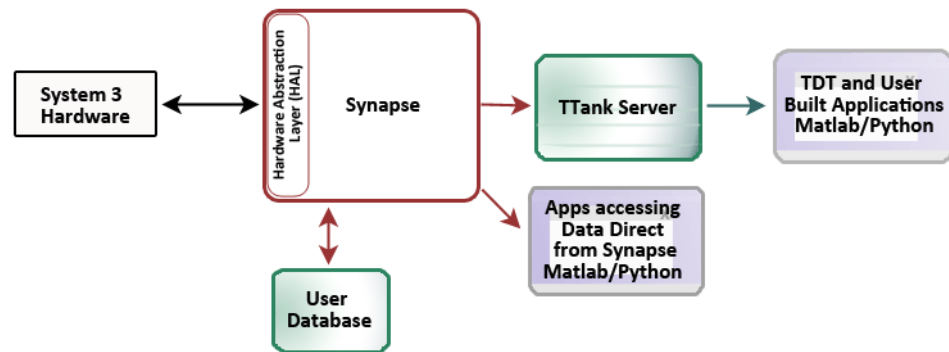 System 3
Hardware
Hardware Abstraction
Layer (HAL)
Synapse
TTank Server
TDT and User
Built Applications
Matlab/Python
Apps accessing
Data Direct
from Synapse
Matlab/Python
User
Database